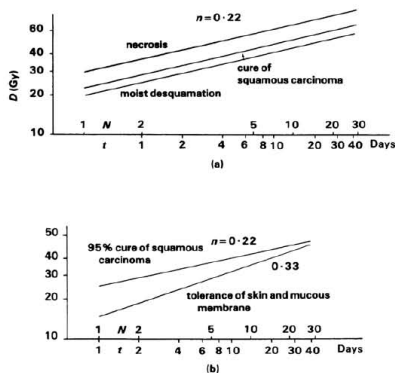 n=0·22
60
necrosis
40
30
cure of
squamous carcinoma
D (Gy)
20
moist desquamation
10
1 N 2 5 10 20 30
t 1 2 4 6 8 10 20 30 40 Days
(a)
50
n=0·22
95% cure of squamous
carcinoma
40
0·33
30
20
tolerance of skin and mucous
membrane
10
1 N 2 5 10 20 30
1 t 2 4 6 8 10 20 30 40 Days
(b)